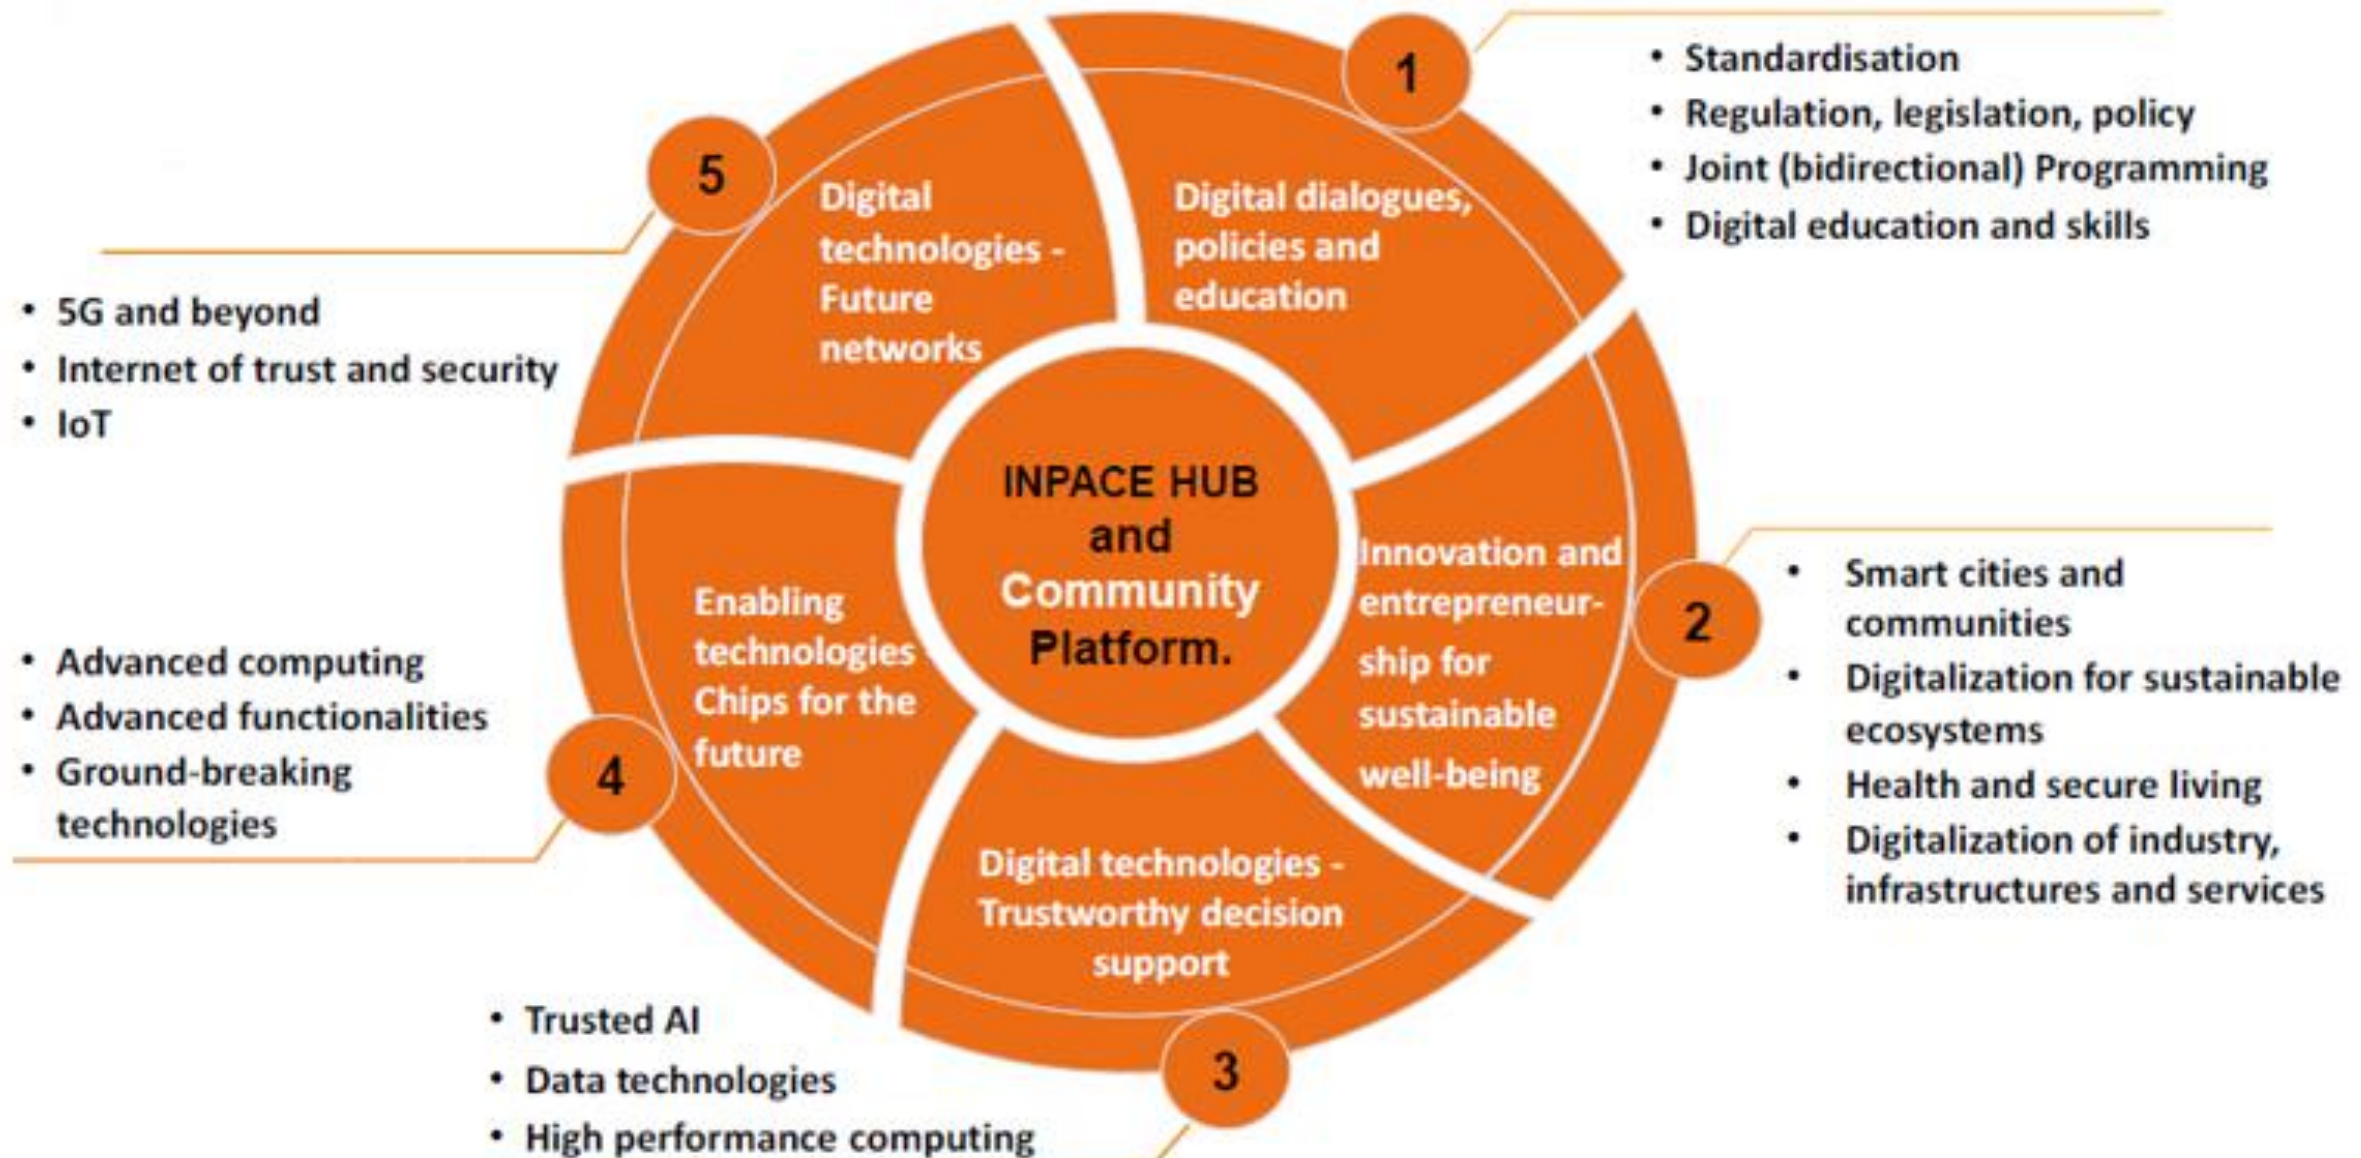 1
• Standardisation
• Regulation, legislation, policy
• Joint (bidirectional) Programming
• Digital education and skills
Digital dialogues,
policies and
education
2
• Smart cities and
communities
• Digitalization for sustainable
ecosystems
• Health and secure living
• Digitalization of industry,
infrastructures and services
Innovation and
entrepreneur-
ship for
sustainable
well-being
3
• Trusted AI
• Data technologies
• High performance computing
Digital technologies -
Trustworthy decision
support
4
• Advanced computing
• Advanced functionalities
• Ground-breaking
technologies
Enabling
technologies -
Chips for the
future
5
• 5G and beyond
• Internet of trust and security
• IoT
Digital
technologies -
Future
networks
INPACE HUB
and
Community
Platform.